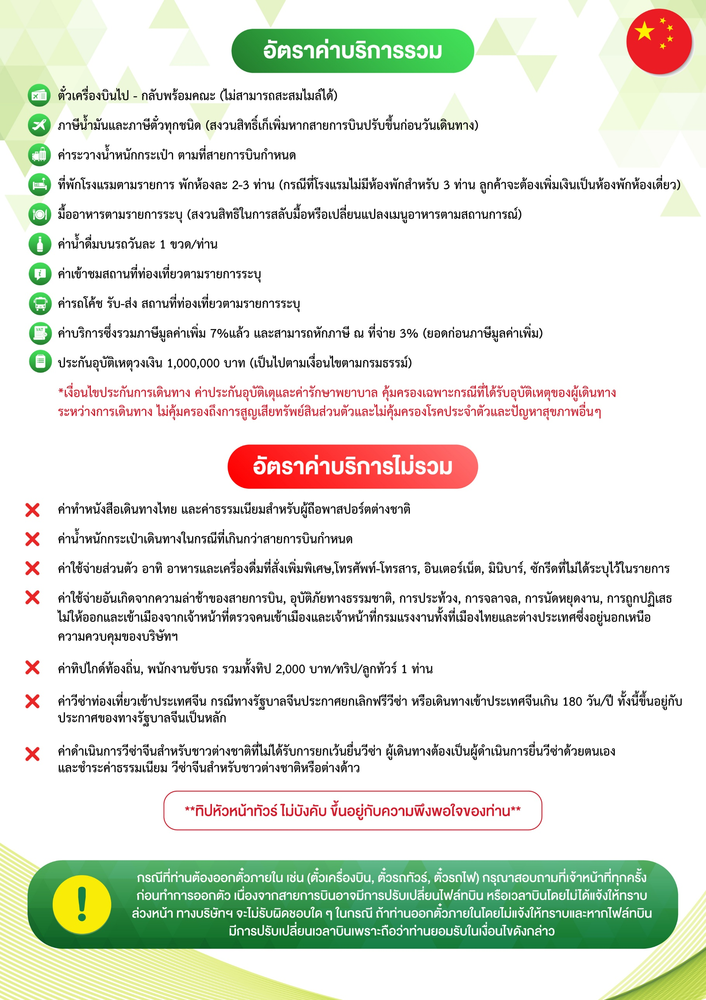 อัตราค่าบริการรวม
ตั๋วเครื่องบินไป - กลับพร้อมคณะ (ไม่สามารถสะสมไมล์ได้)
ภาษีน้ำมันและภาษีตั๋วทุกชนิด (สงวนสิทธิ์เก็เพิ่มหากสายการบินปรับขึ้นก่อนวันเดินทาง)
ค่าระวางน้ำหนักกระเป๋า ตามที่สายการบินกำหนด
ที่พักโรงแรมตามรายการ พักห้องละ 2-3 ท่าน (กรณีที่โรงแรมไม่มีห้องพักสำหรับ 3 ท่าน ลูกค้าจะต้องเพิ่มเงินเป็นห้องพักห้องเดี่ยว)
มื้ออาหารตามรายการระบุ (สงวนสิทธิในการสลับมื้อหรือเปลี่ยนแปลงเมนูอาหารตามสถานการณ์)
ค่าน้ำดื่มบนรถวันละ 1 ขวด/ท่าน
ค่าเข้าชมสถานที่ท่องเที่ยวตามรายการระบุ
ค่ารถโค้ช รับ-ส่ง สถานที่ท่องเที่ยวตามรายการระบุ
VAT
ค่าบริการซึ่งรวมภาษีมูลค่าเพิ่ม 7%แล้ว และสามารถหักภาษี ณ ที่จ่าย 3% (ยอดก่อนภาษีมูลค่าเพิ่ม)
ประกันอุบัติเหตุวงเงิน 1,000,000 บาท (เป็นไปตามเงื่อนไขตามกรมธรรม์)
*เงื่อนไขประกันการเดินทาง ค่าประกันอุบัติเตุและค่ารักษาพยาบาล คุ้มครองเฉพาะกรณีที่ได้รับอุบัติเหตุของผู้เดินทาง
ระหว่างการเดินทาง ไม่คุ้มครองถึงการสูญเสียทรัพย์สินส่วนตัวและไม่คุ้มครองโรคประจำตัวและปัญหาสุขภาพอื่นๆ
อัตราค่าบริการไม่รวม
ค่าทำหนังสือเดินทางไทย และค่าธรรมเนียมสำหรับผู้ถือพาสปอร์ตต่างชาติ
ค่าน้ำหนักกระเป๋าเดินทางในกรณีที่เกินกว่าสายการบินกำหนด
ค่าใช้จ่ายส่วนตัว อาทิ อาหารและเครื่องดื่มที่สั่งเพิ่มพิเศษ,โทรศัพท์-โทรสาร, อินเตอร์เน็ต, มินิบาร์, ซักรีดที่ไม่ได้ระบุไว้ในรายการ
ค่าใช้จ่ายอันเกิดจากความล่าช้าของสายการบิน, อุบัติภัยทางธรรมชาติ, การประท้วง, การจลาจล, การนัดหยุดงาน, การถูกปฏิเสธ
ไม่ให้ออกและเข้าเมืองจากเจ้าหน้าที่ตรวจคนเข้าเมืองและเจ้าหน้าที่กรมแรงงานทั้งที่เมืองไทยและต่างประเทศซึ่งอยู่นอกเหนือ
ความควบคุมของบริษัทฯ
ค่าทิปไกด์ท้องถิ่น, พนักงานขับรถ รวมทั้งทิป 2,000 บาท/ทริป/ลูกทัวร์ 1 ท่าน
ค่าวีซ่าท่องเที่ยวเข้าประเทศจีน กรณีทางรัฐบาลจีนประกาศยกเลิกฟรีวีซ่า หรือเดินทางเข้าประเทศจีนเกิน 180 วัน/ปี ทั้งนี้ขึ้นอยู่กับ
ประกาศของทางรัฐบาลจีนเป็นหลัก
ค่าดำเนินการวีซ่าจีนสำหรับชาวต่างชาติที่ไม่ได้รับการยกเว้นยื่นวีซ่า ผู้เดินทางต้องเป็นผู้ดำเนินการยื่นวีซ่าด้วยตนเอง
และชำระค่าธรรมเนียม วีซ่าจีนสำหรับชาวต่างชาติหรือต่างด้าว
**ทิปหัวหน้าทัวร์ ไม่บังคับ ขึ้นอยู่กับความพึงพอใจของท่าน**
กรณีที่ท่านต้องออกตั๋วภายใน เช่น (ตั๋วเครื่องบิน, ตั๋วรถทัวร์, ตั๋วรถไฟ) กรุณาสอบถามที่เจ้าหน้าที่ทุกครั้ง
ก่อนทำการออกตัว เนื่องจากสายการบินอาจมีการปรับเปลี่ยนไฟล์ทบิน หรือเวลาบินโดยไม่ได้แจ้งให้ทราบ
ล่วงหน้า ทางบริษัทฯ จะไม่รับผิดชอบใด ๆ ในกรณี ถ้าท่านออกตั๋วภายในโดยไม่แจ้งให้ทราบและหากไฟล์ทบิน
มีการปรับเปลี่ยนเวลาบินเพราะถือว่าท่านยอมรับในเงื่อนไขดังกล่าว